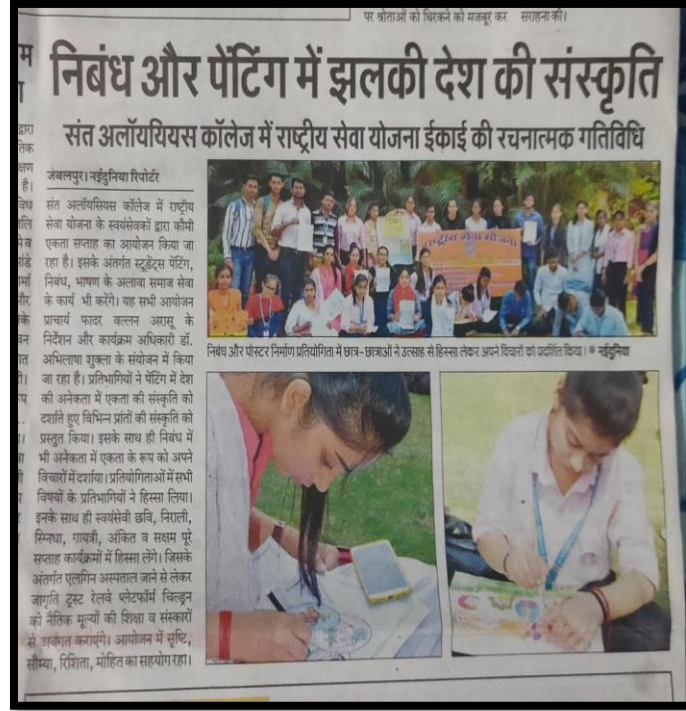 पर श्रोताओं को थिरकने को मजबूर कर
सराहना की।
निबंध और पेंटिंग में झलकी देश की संस्कृति
संत अलॉययियस कॉलेज में राष्ट्रीय सेवा योजना ईकाई की रचनात्मक गतिविधि
जबलपुर। नईदुनिया रिपोर्टर
संत अलॉयसियस कॉलेज में राष्ट्रीय
सेवा योजना के स्वयंसेवकों द्वारा कौमी
एकता सप्ताह का आयोजन किया जा
रहा है। इसके अंतर्गत स्टूडेंट्स पेंटिंग,
निबंध, भाषण के अलावा समाज सेवा
के कार्य भी करेंगे। यह सभी आयोजन
प्राचार्य फादर वल्लन अरासू के
निर्देशन और कार्यक्रम अधिकारी डॉ.
अभिलाषा शुक्ला के संयोजन में किया
जा रहा है। प्रतिभागियों ने पेंटिंग में देश
की अनेकता में एकता की संस्कृति को
दर्शाते हुए विभिन्न प्रांतों की संस्कृति को
प्रस्तुत किया। इसके साथ ही निबंध में
भी अनेकता में एकता के रूप को अपने
विचारों में दर्शाया। प्रतियोगिताओं में सभी
विषयों के प्रतिभागियों ने हिस्सा लिया।
इनके साथ ही स्वयंसेवी छवि, निराली,
स्निग्धा, गायत्री, अंकित व सक्षम पूरे
सप्ताह कार्यक्रमों में हिस्सा लेंगे। जिसके
अंतर्गत एलगिन अस्पताल जाने से लेकर
जागृति ट्रस्ट रेलवे प्लेटफॉर्म चिल्ड्रन
को नैतिक मूल्यों की शिक्षा व संस्कारों
से अवगत कराएंगे। आयोजन में सृष्टि,
सौम्या, रिशिता, मोहित का सहयोग रहा।
राष्ट्रीय सेवा योजना
निबंध और पोस्टर निर्माण प्रतियोगिता में छात्र-छात्राओं ने उत्साह से हिस्सा लेकर अपने विचारों को प्रदर्शित किया। ● नईदुनिया